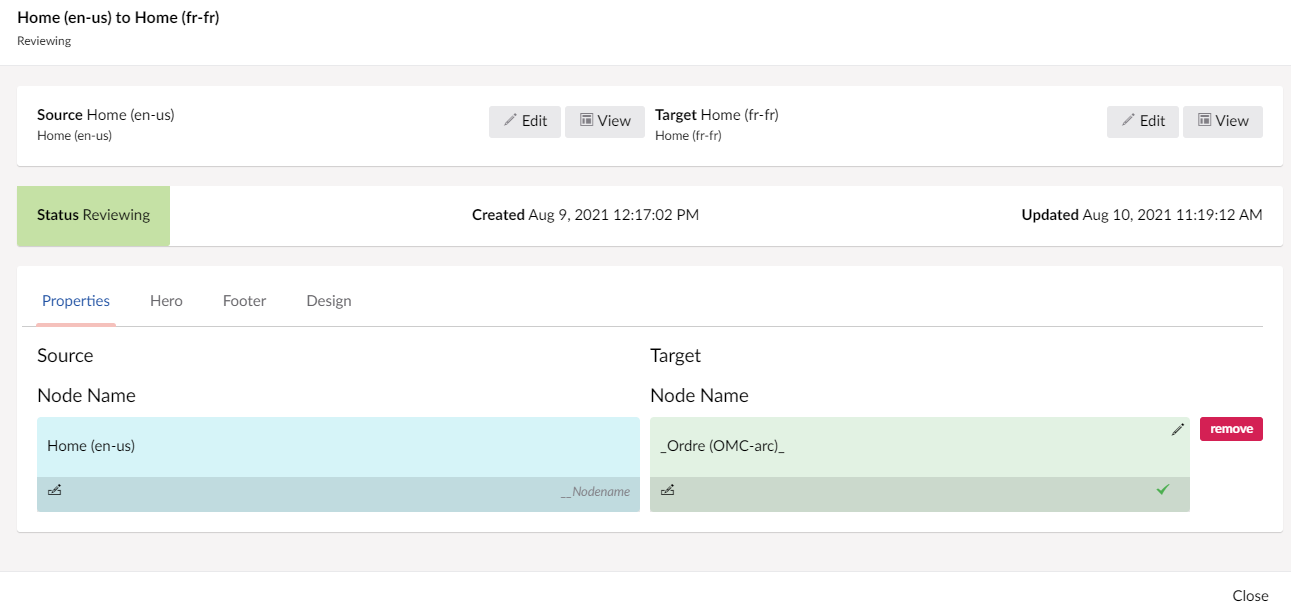 Home (en-us) to Home (fr-fr)
Reviewing
Source Home (en-us)
Home (en-us)
Edit
View
Target Home (fr-fr)
Home (fr-fr)
Edit
View
Status Reviewing
Created Aug 9, 2021 12:17:02 PM
Updated Aug 10, 2021 11:19:12 AM
Properties
Hero
Footer
Design
Source
Target
Node Name
Node Name
Home (en-us)
_Ordre (OMC-arc)_
remove
__Nodename
Close